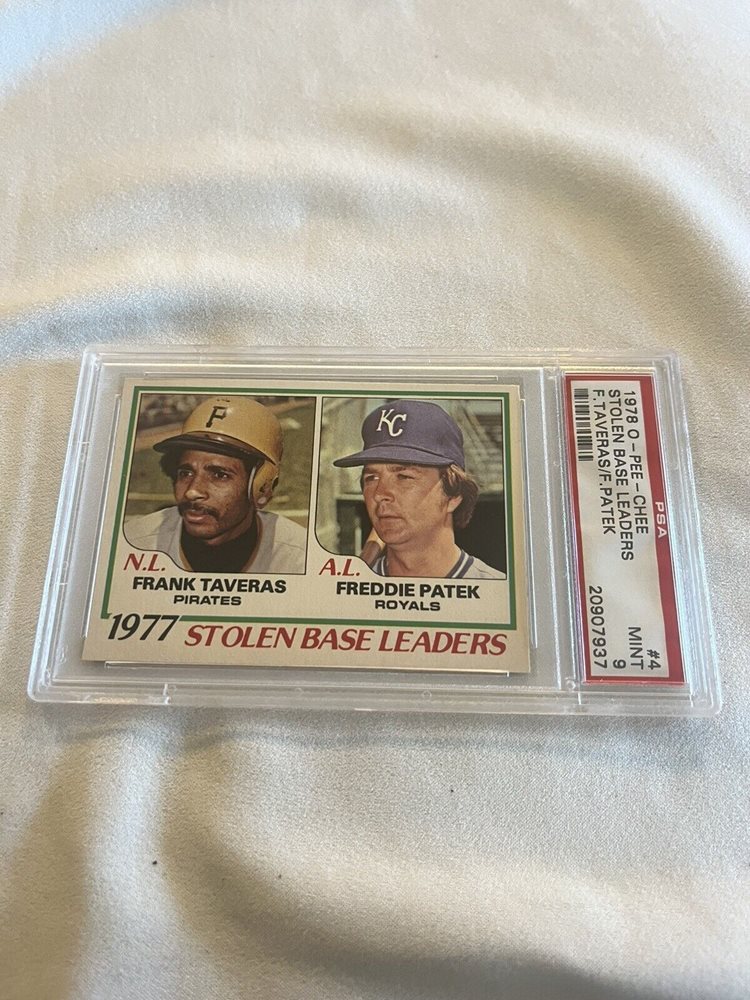 P
KC
N.L.
FRANK TAVERAS
PIRATES
A.L.
FREDDIE PATEK
ROYALS
1977 STOLEN BASE LEADERS
PSA
1978 O-PEE-CHEE #4
STOLEN BASE LEADERS MINT
F.TAVERAS/F.PATEK 9
20907937